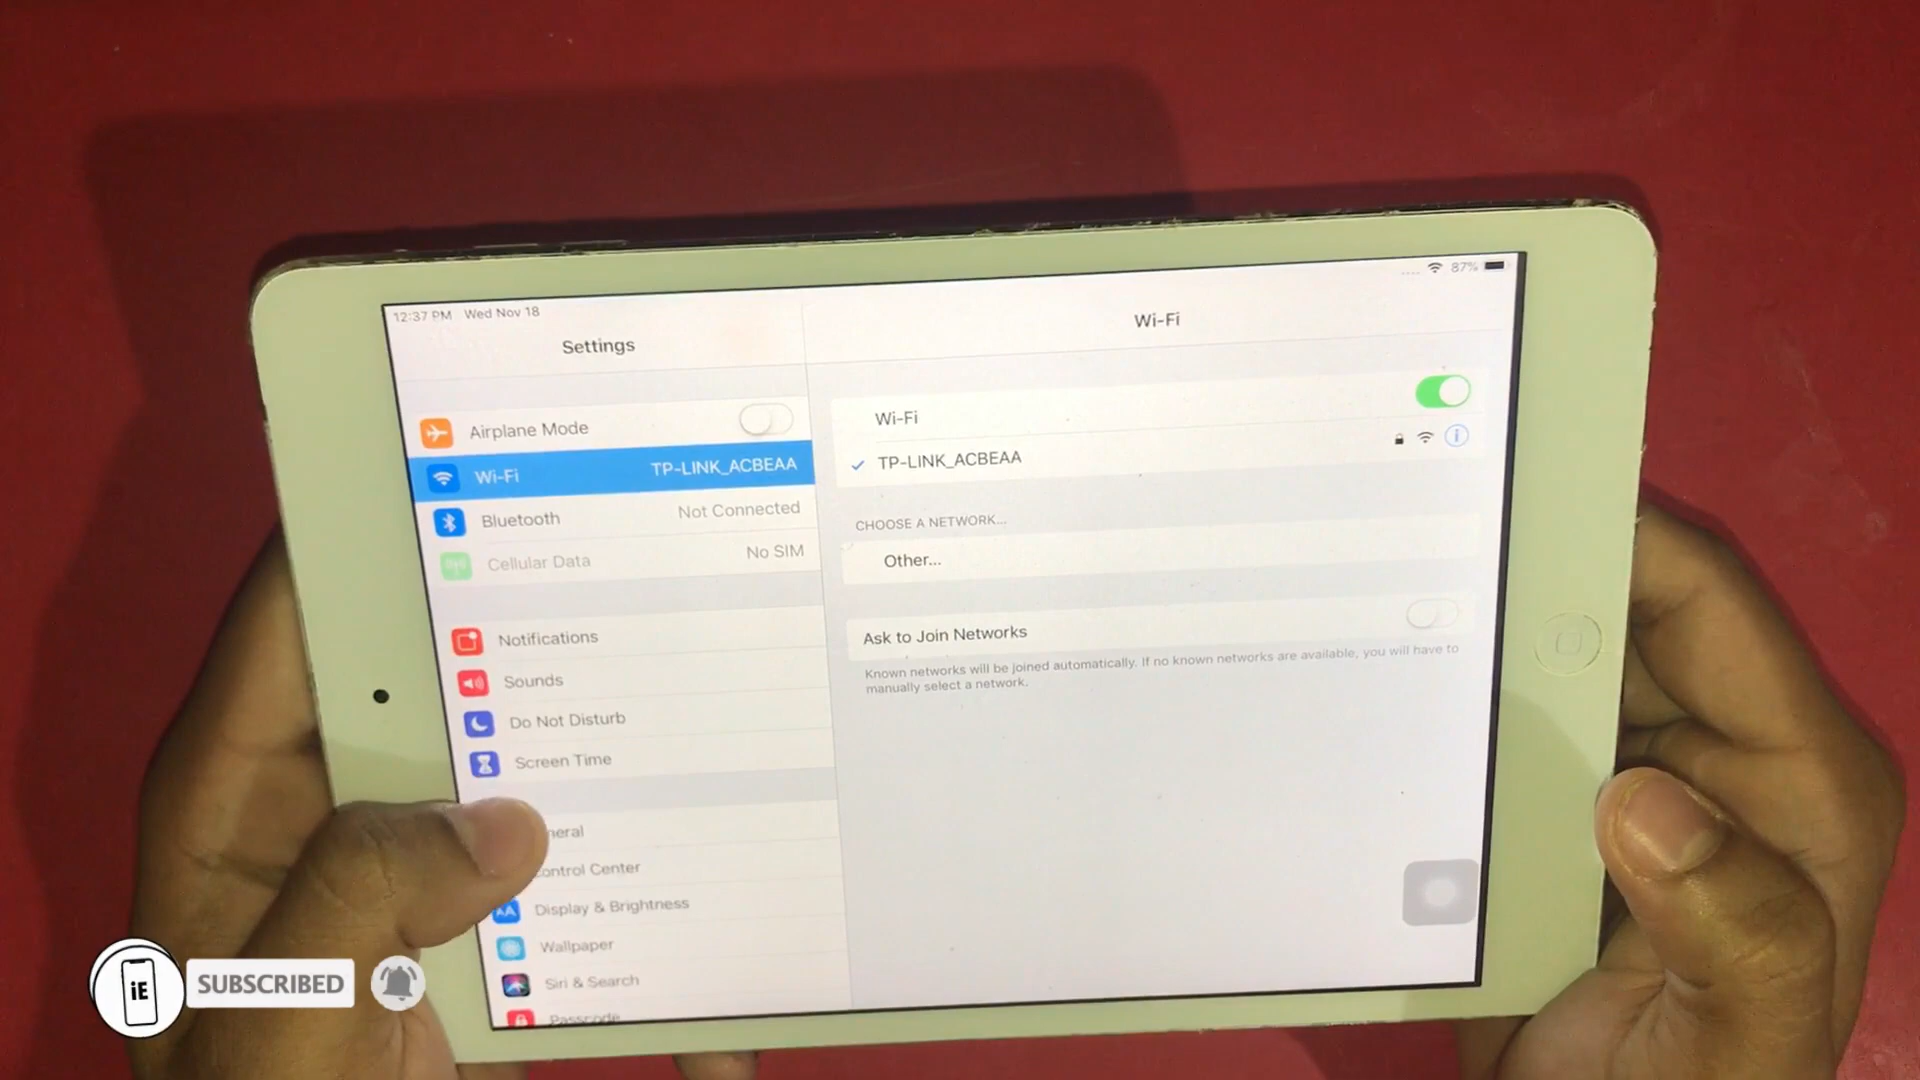 12:37 PM Wed Nov 18
87%
Settings
Airplane Mode
Wi-Fi TP-LINK_ACBEAA
Bluetooth Not Connected
Cellular Data No SIM
Notifications
Sounds
Do Not Disturb
Screen Time
neral
ontrol Center
AA Display & Brightness
Wallpaper
Siri & Search
Passcode
Wi-Fi
Wi-Fi
TP-LINK_ACBEAA
CHOOSE A NETWORK...
Other...
Ask to Join Networks
Known networks will be joined automatically. If no known networks are available, you will have to
manually select a network.
iE
SUBSCRIBED